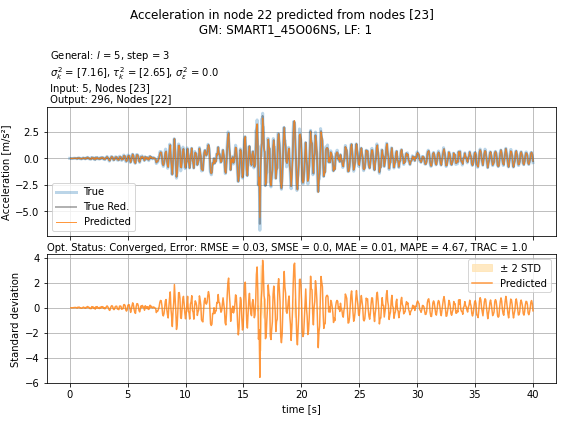 Acceleration in node 22 predicted from nodes [23]
GM: SMART1_45O06NS, LF: 1
General: l = 5, step = 3
σ²ₖ = [7.16], τ²ₖ = [2.65], σ²ε = 0.0
Input: 5, Nodes [23]
Output: 296, Nodes [22]
Acceleration [m/s²]
2.5
0.0
−2.5
−5.0
True
True Red.
Predicted
Opt. Status: Converged, Error: RMSE = 0.03, SMSE = 0.0, MAE = 0.01, MAPE = 4.67, TRAC = 1.0
Standard deviation
4
2
0
−2
−4
−6
± 2 STD
Predicted
0 5 10 15 20 25 30 35 40
time [s]